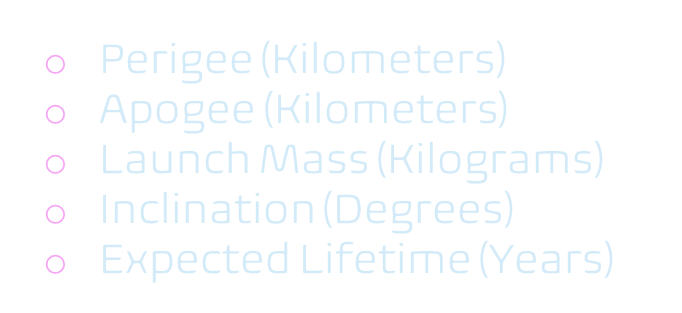 Perigee (Kilometers)
Apogee (Kilometers)
Launch Mass (Kilograms)
Inclination (Degrees)
Expected Lifetime (Years)